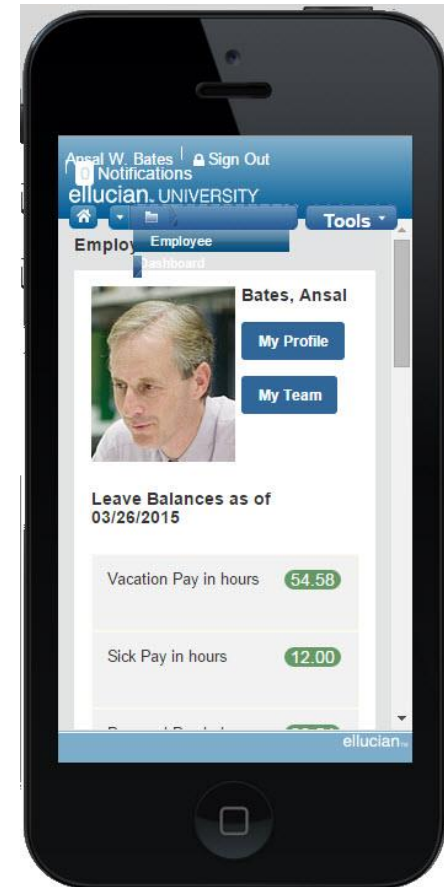 Ansal W. Bates Sign Out
0 Notifications
ellucian. UNIVERSITY
Tools
Employee
Dashboard
Bates, Ansal
My Profile
My Team
Leave Balances as of
03/26/2015
Vacation Pay in hours 54.58
Sick Pay in hours 12.00
ellucian